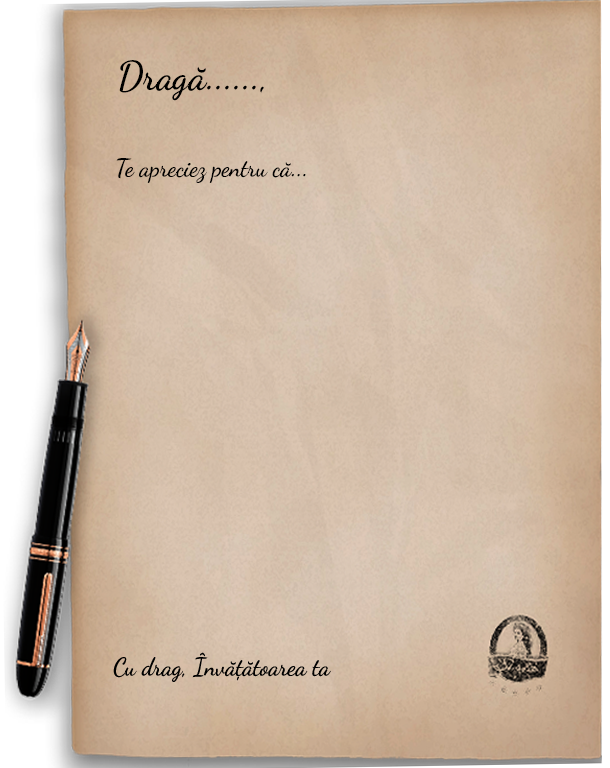 Dragă......,
Te apreciez pentru că...
Cu drag, Învățătoarea ta